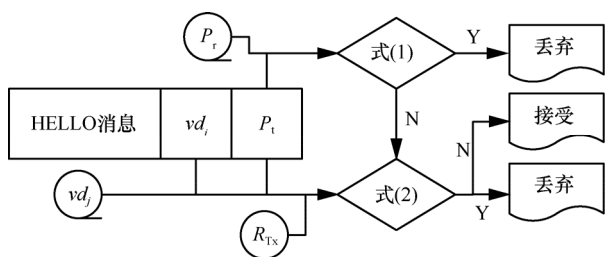 P_r
式(1)
Y
丢弃
HELLO消息
vd_i
P_t
N
接受
N
vd_j
式(2)
Y
丢弃
R_Tx